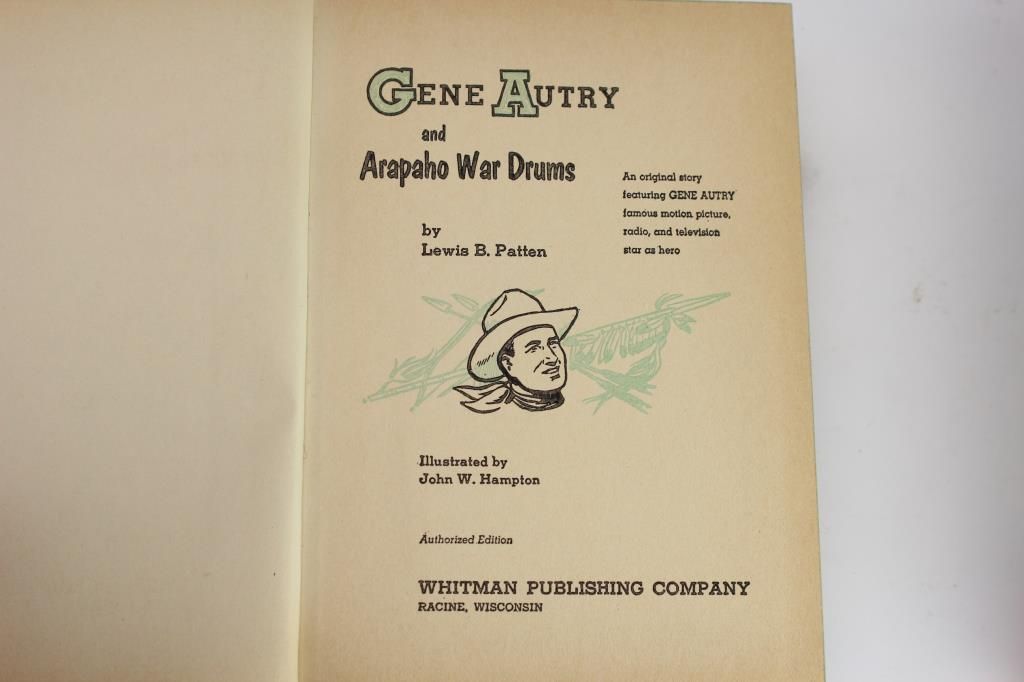 GENE AUTRY
and
Arapaho War Drums
An original story
featuring GENE AUTRY
famous motion picture,
radio, and television
star as hero
by
Lewis B. Patten
Illustrated by
John W. Hampton
Authorized Edition
WHITMAN PUBLISHING COMPANY
RACINE, WISCONSIN